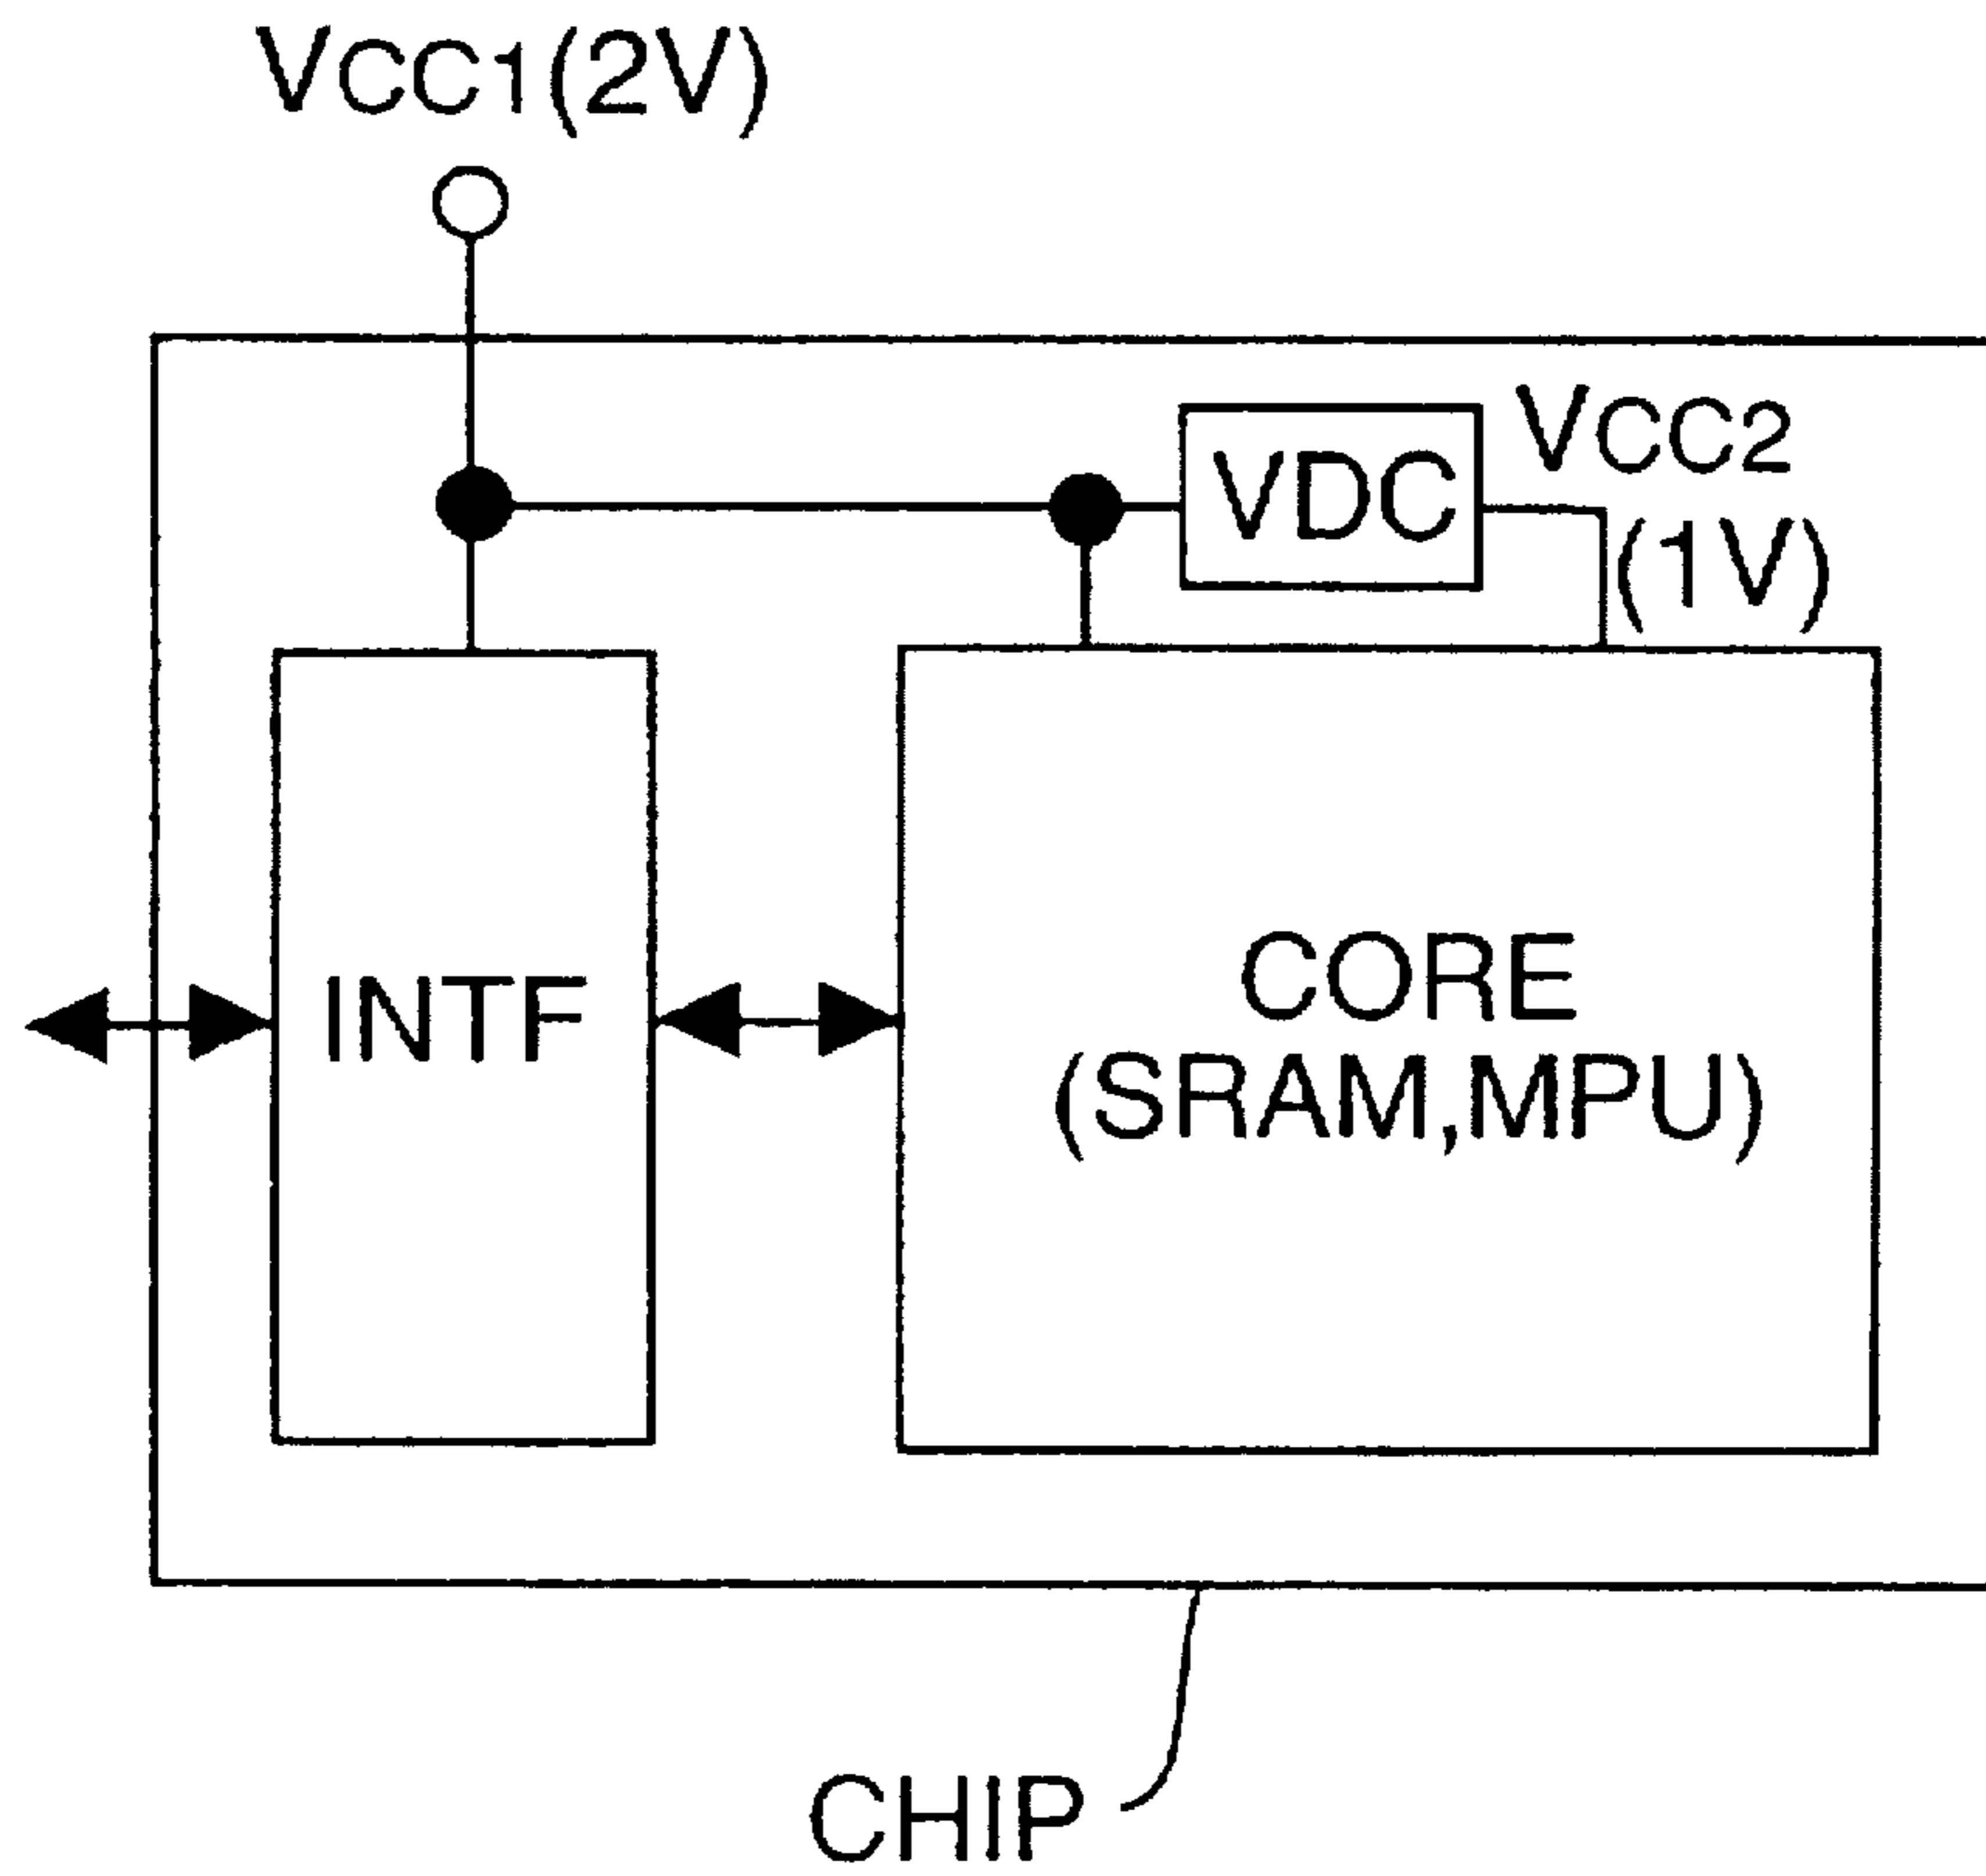 VCC1(2V)
VDC
VCC2
(1V)
INTF
CORE
(SRAM,MPU)
CHIP